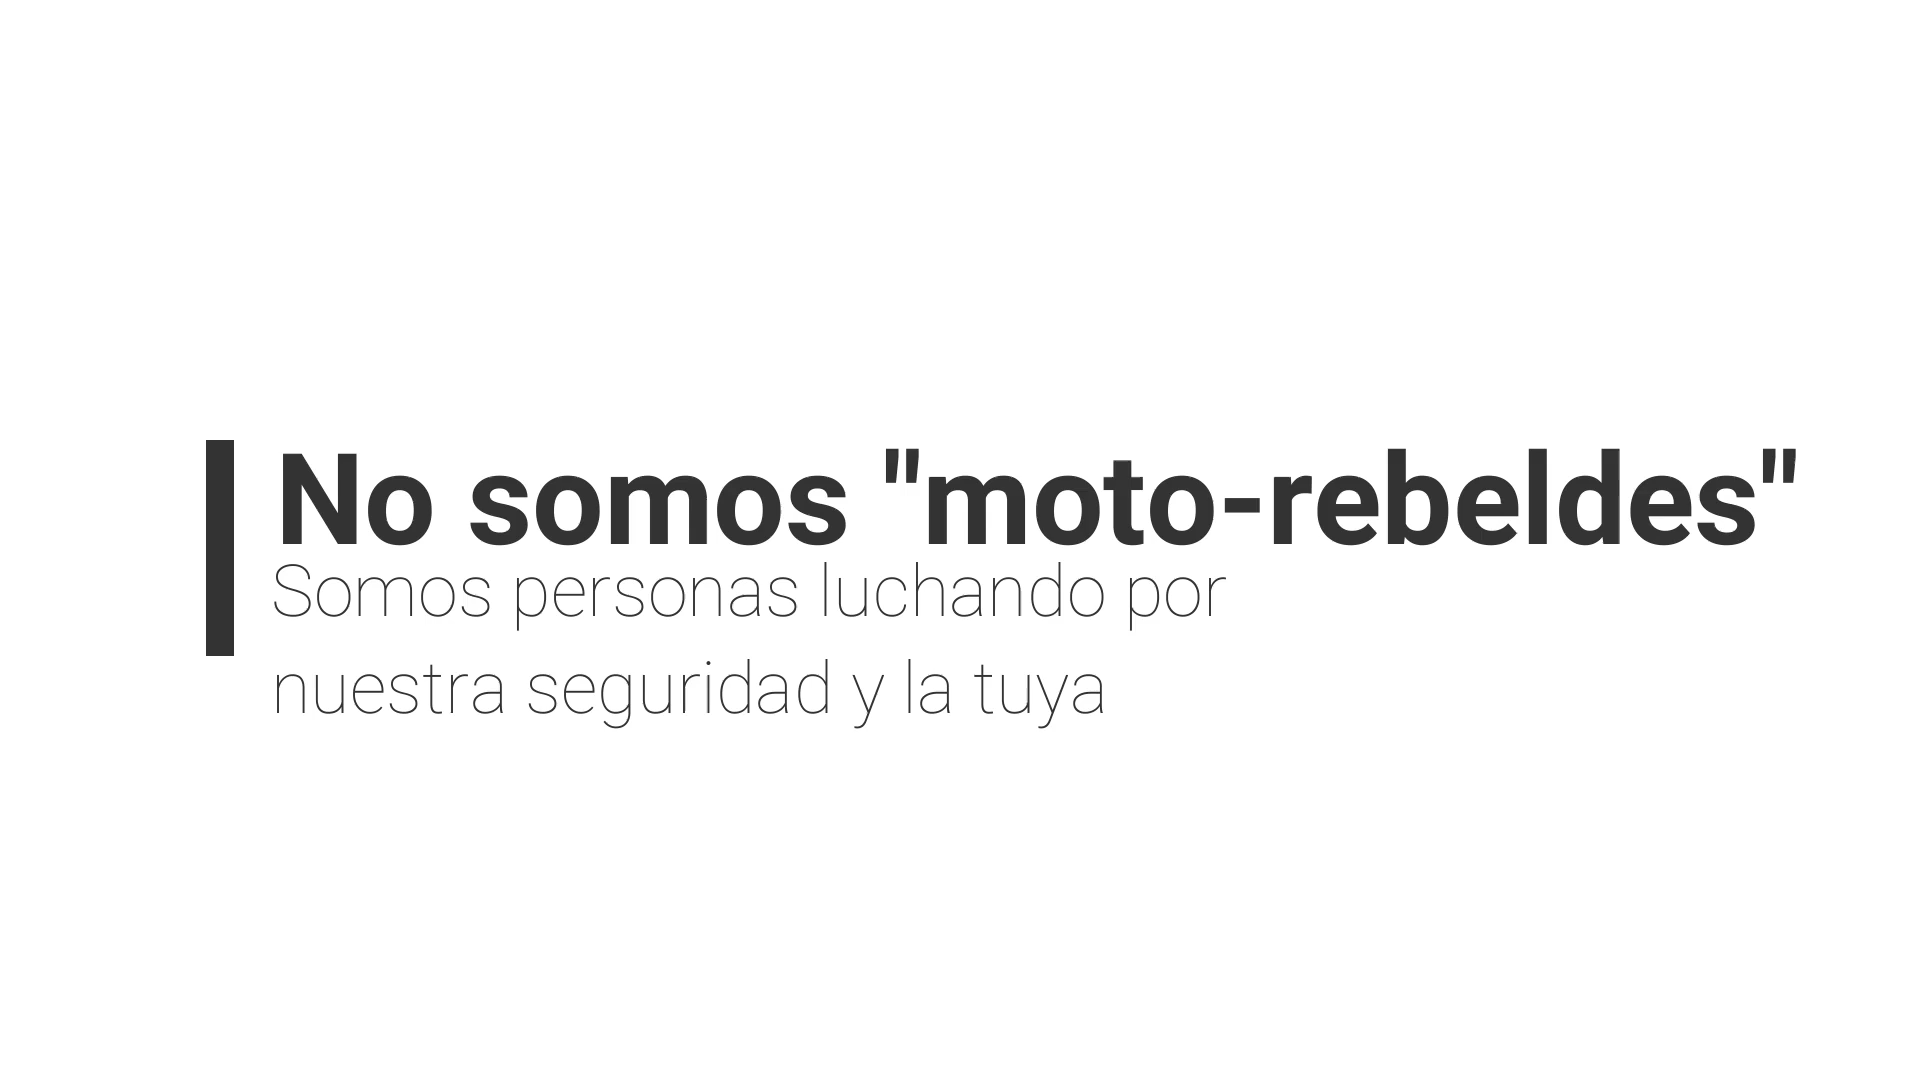 No somos "moto-rebeldes"
Somos personas luchando por
nuestra seguridad y la tuya